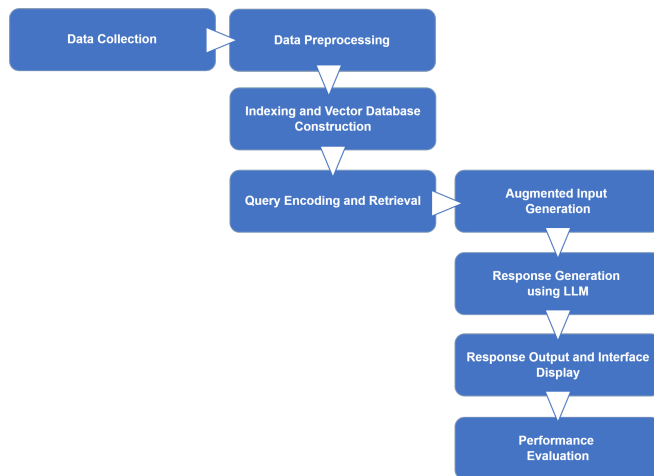 Data Collection
Data Preprocessing
Indexing and Vector Database
Construction
Query Encoding and Retrieval
Augmented Input
Generation
Response Generation
using LLM
Response Output and Interface
Display
Performance
Evaluation